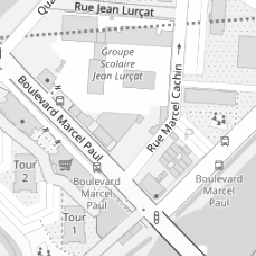 Rue Jean Lurçat
Groupe
Scolaire
Jean Lurçat
Boulevard Marcel Paul
Rue Marcel Cachin
Tour
2
Boulevard
Marcel
Paul
Boulevard
Marcel
Paul
Tour
1